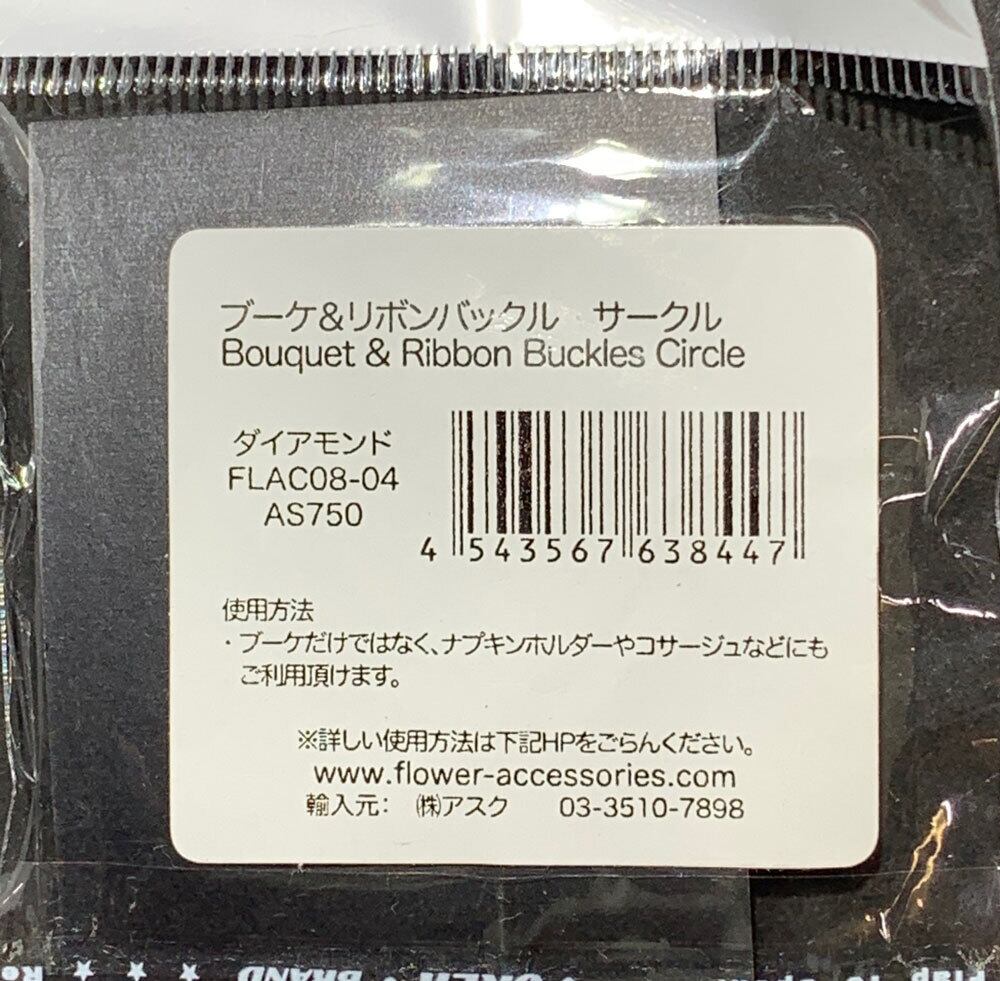 ブーケ&リボンバックル　サークル
Bouquet & Ribbon Buckles Circle
ダイアモンド
FLAC08-04
AS750
4 543567 638447
使用方法
・ブーケだけではなく、ナプキンホルダーやコサージュなどにも
ご利用頂けます。
※詳しい使用方法は下記HPをごらんください。
www.flower-accessories.com
輸入元：㈱アスク　03-3510-7898
BRAND